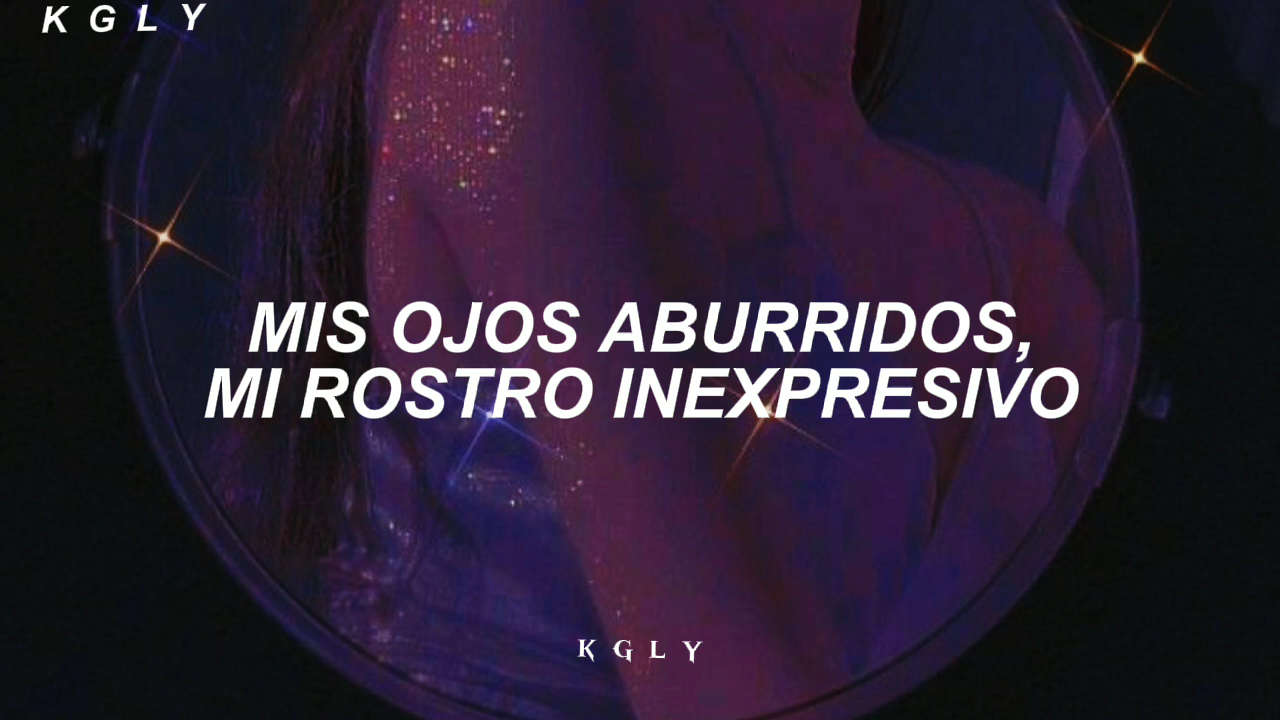 K G L Y
MIS OJOS ABURRIDOS,
MI ROSTRO INEXPRESIVO
K G L Y